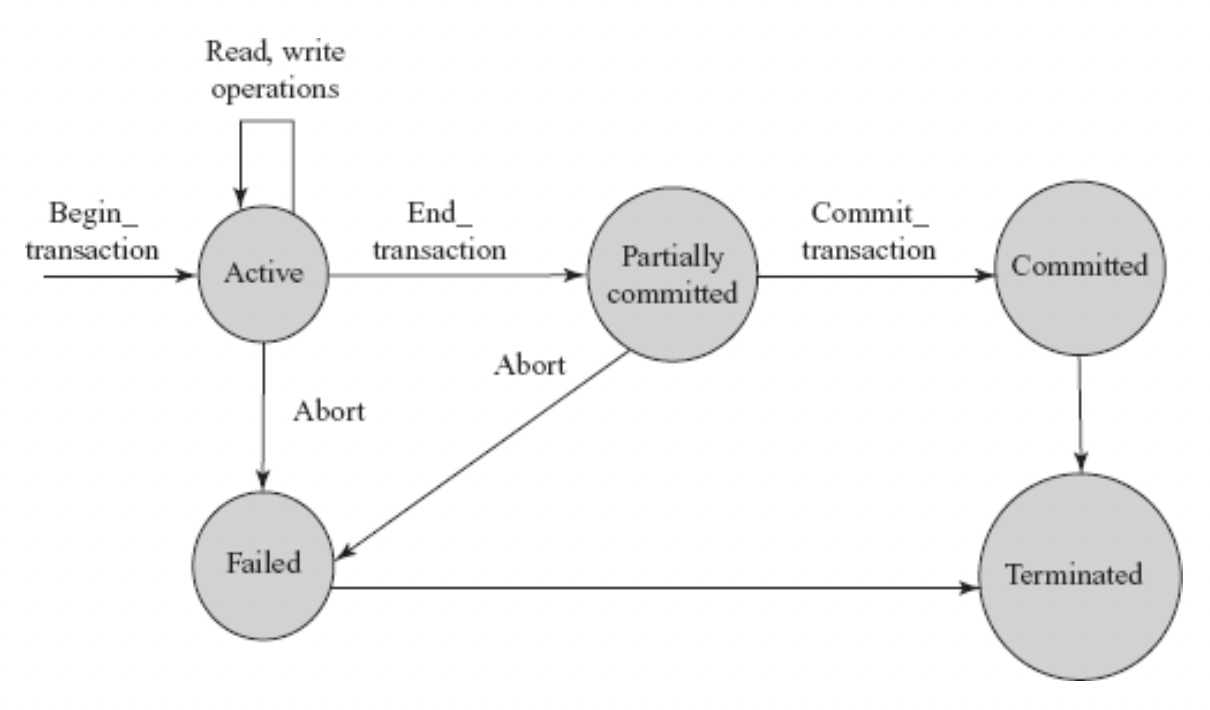 Read, write
operations
Begin_
transaction
Active
End_
transaction
Partially
committed
Commit_
transaction
Committed
Abort
Abort
Failed
Terminated